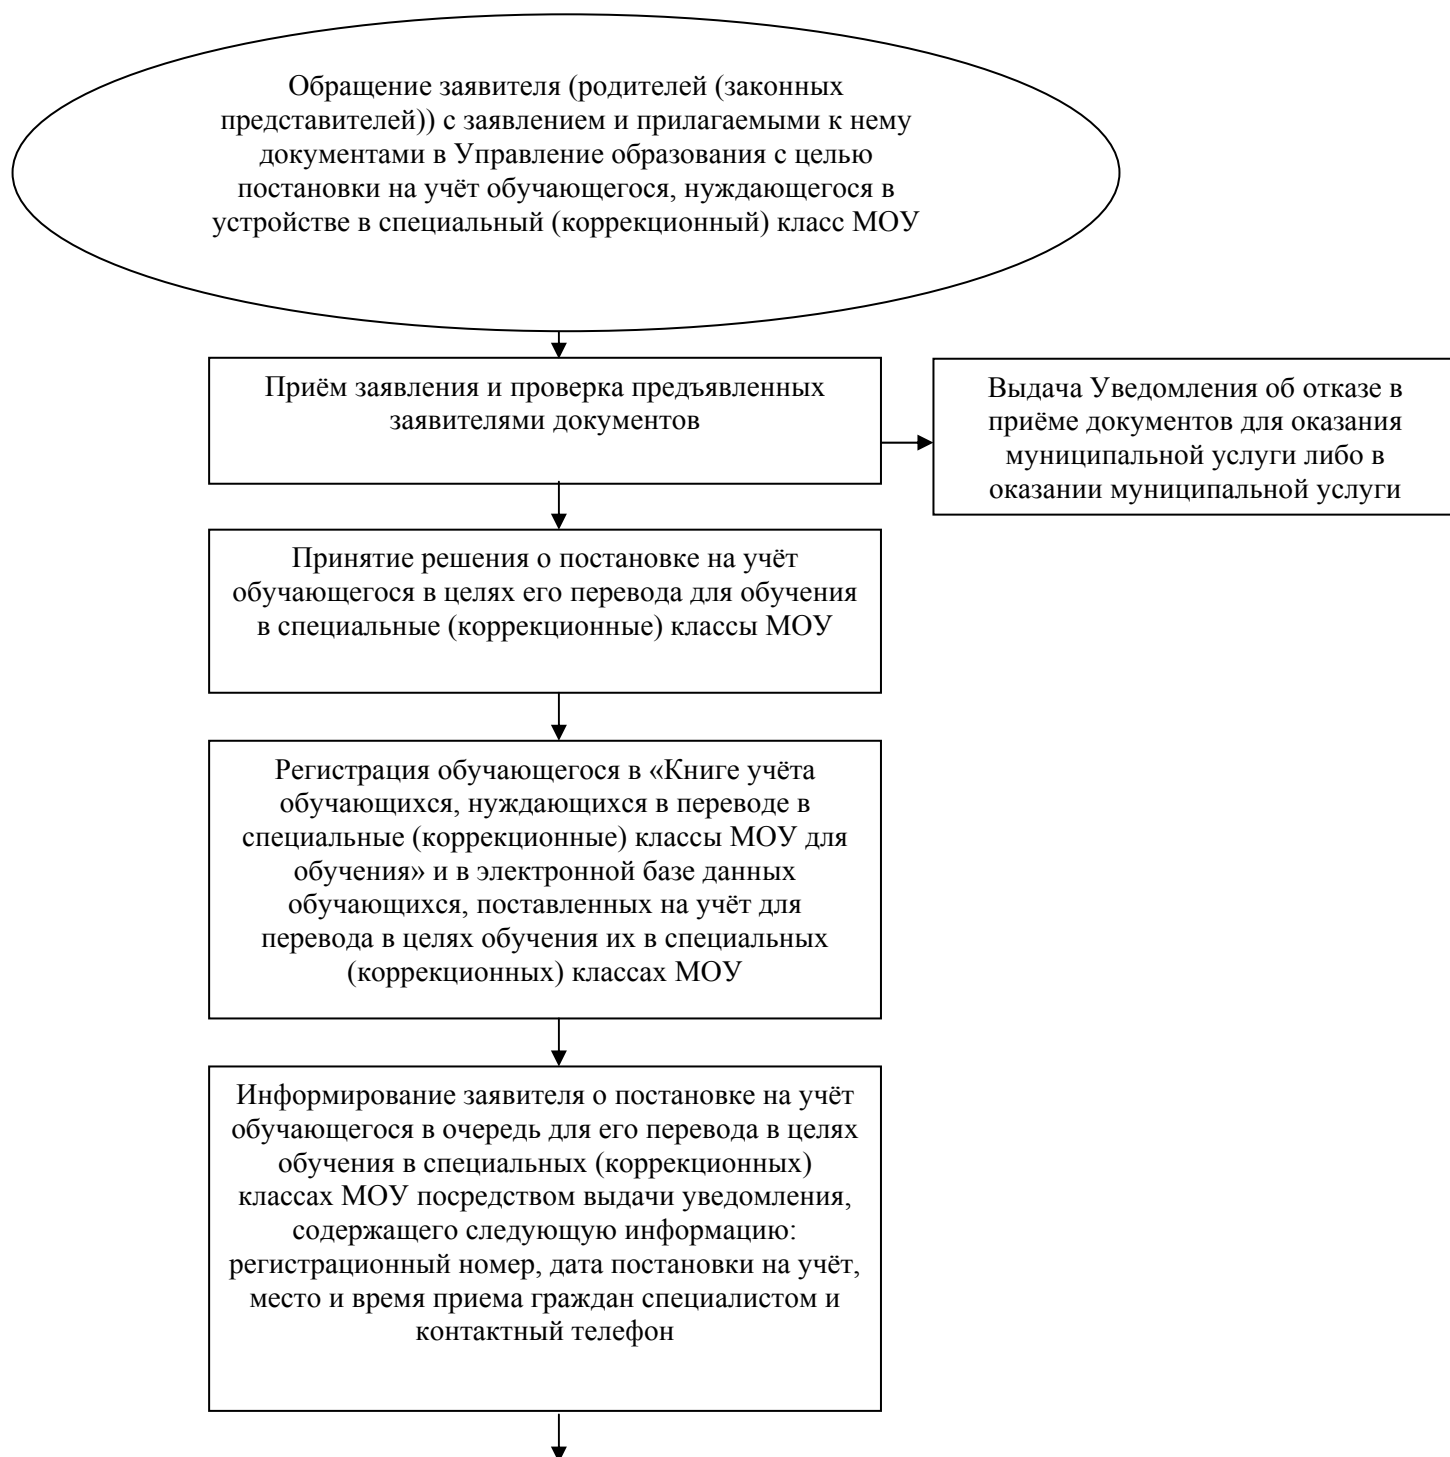 Обращение заявителя (родителей (законных
представителей)) с заявлением и прилагаемыми к нему
документами в Управление образования с целью
постановки на учёт обучающегося, нуждающегося в
устройстве в специальный (коррекционный) класс МОУ
Приём заявления и проверка предъявленных
заявителями документов
Выдача Уведомления об отказе в
приёме документов для оказания
муниципальной услуги либо в
оказании муниципальной услуги
Принятие решения о постановке на учёт
обучающегося в целях его перевода для обучения
в специальные (коррекционные) классы МОУ
Регистрация обучающегося в «Книге учёта
обучающихся, нуждающихся в переводе в
специальные (коррекционные) классы МОУ для
обучения» и в электронной базе данных
обучающихся, поставленных на учёт для
перевода в целях обучения их в специальных
(коррекционных) классах МОУ
Информирование заявителя о постановке на учёт
обучающегося в очередь для его перевода в целях
обучения в специальных (коррекционных)
классах МОУ посредством выдачи уведомления,
содержащего следующую информацию:
регистрационный номер, дата постановки на учёт,
место и время приема граждан специалистом и
контактный телефон